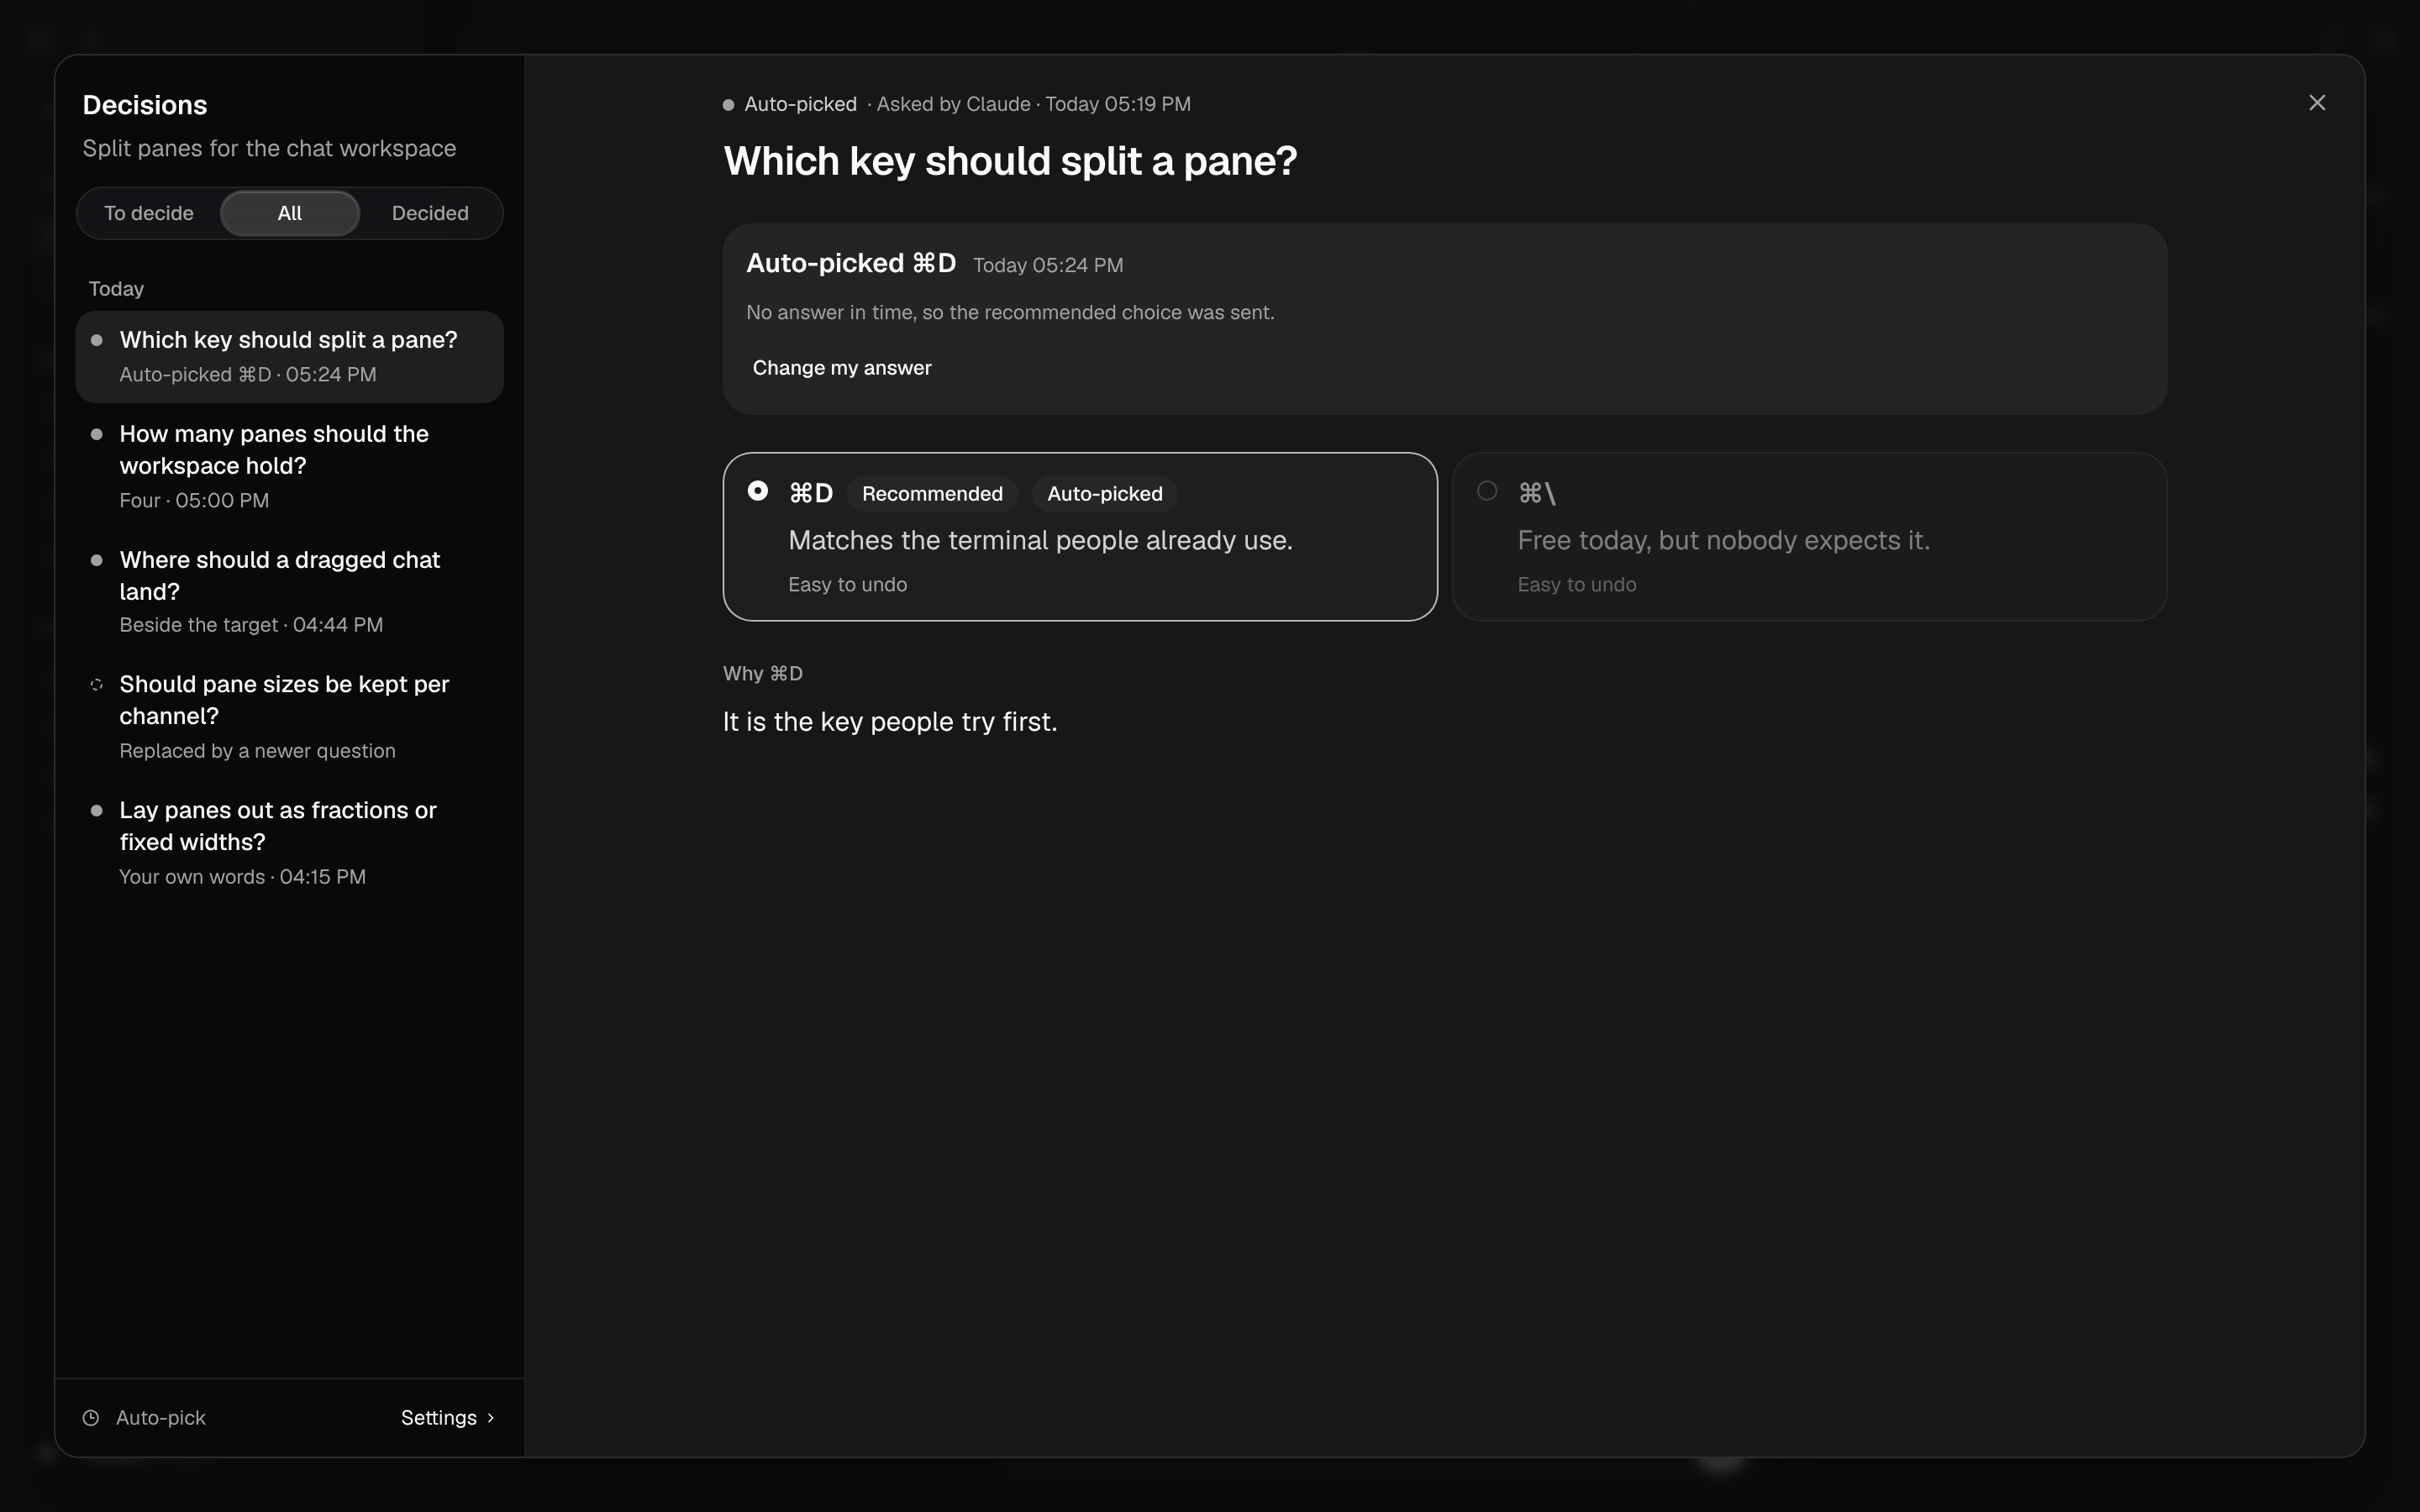 Decisions
Split panes for the chat workspace
To decide
All
Decided
Today
Which key should split a pane?
Auto-picked ⌘D · 05:24 PM
How many panes should the
workspace hold?
Four · 05:00 PM
Where should a dragged chat
land?
Beside the target · 04:44 PM
Should pane sizes be kept per
channel?
Replaced by a newer question
Lay panes out as fractions or
fixed widths?
Your own words · 04:15 PM
Auto-pick
Settings
Auto-picked · Asked by Claude · Today 05:19 PM
Which key should split a pane?
Auto-picked ⌘D Today 05:24 PM
No answer in time, so the recommended choice was sent.
Change my answer
⌘D Recommended Auto-picked
Matches the terminal people already use.
Easy to undo
⌘\
Free today, but nobody expects it.
Easy to undo
Why ⌘D
It is the key people try first.